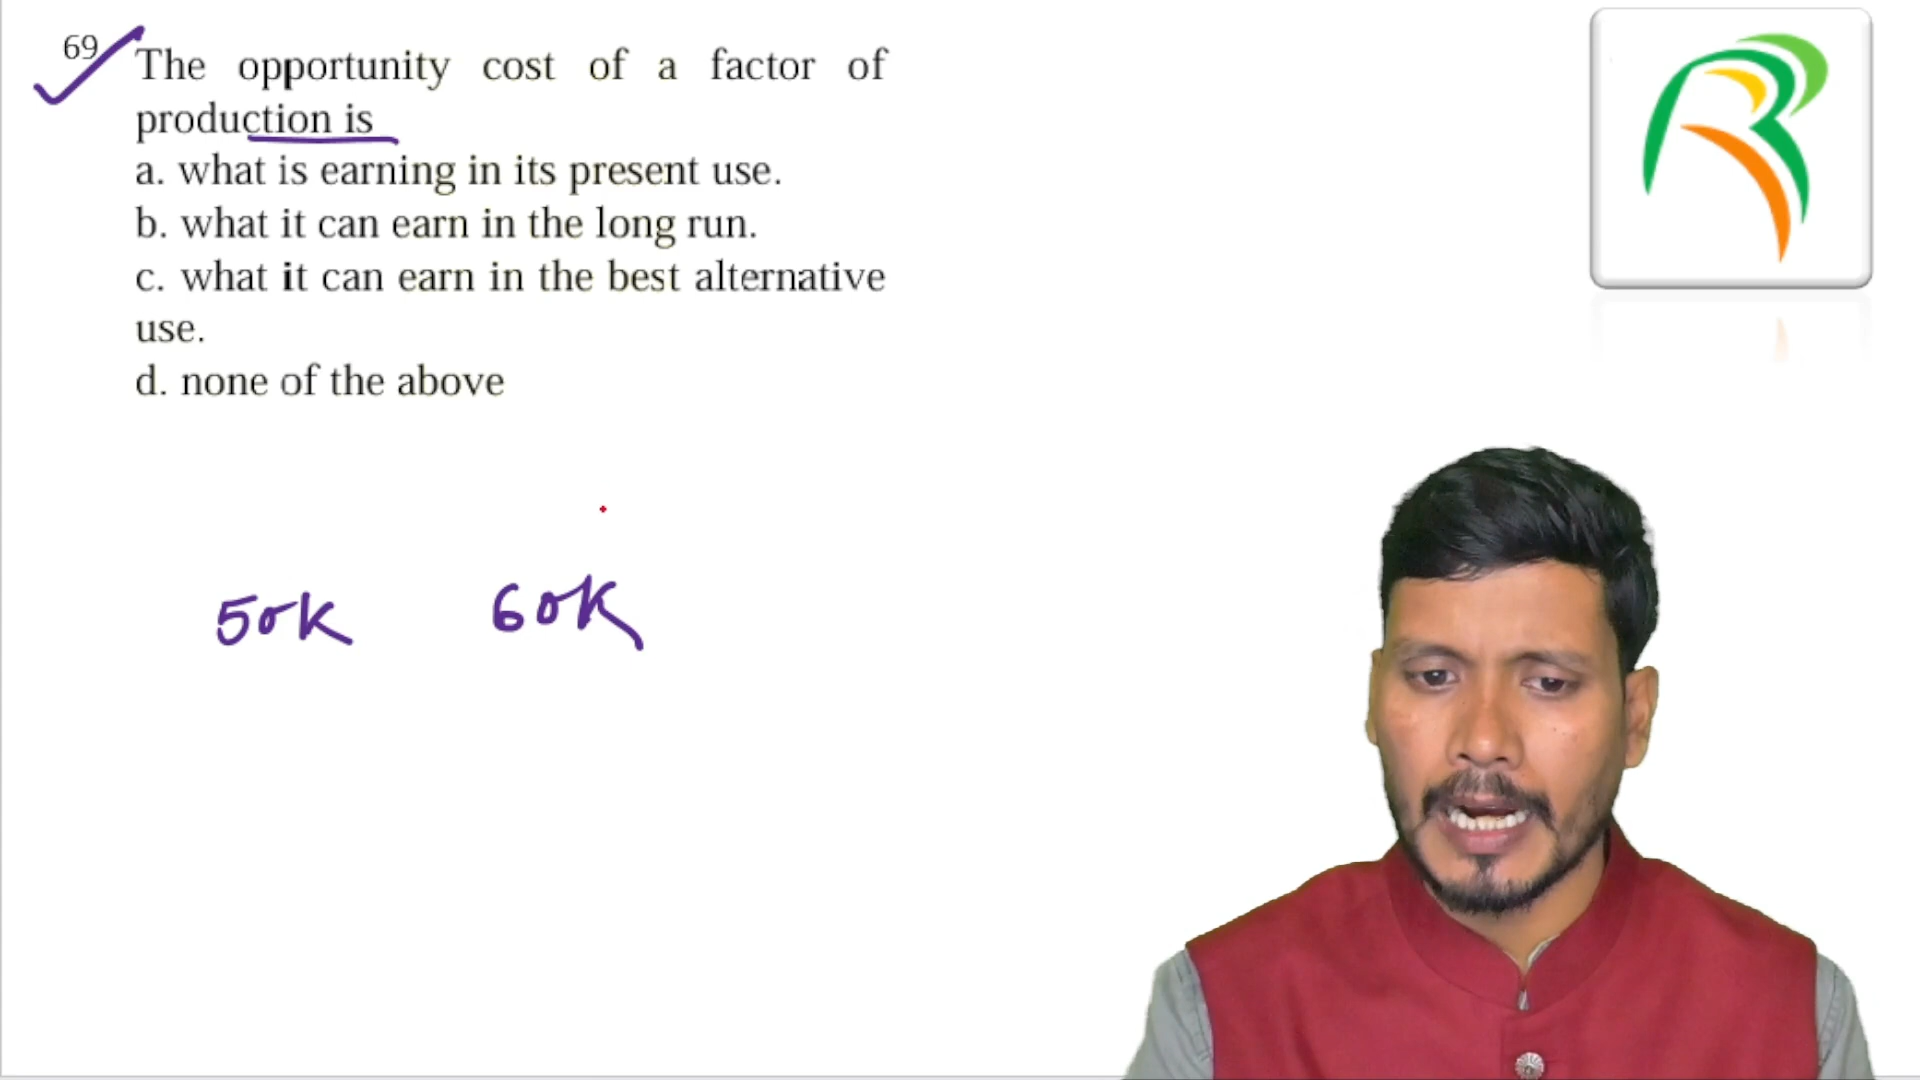 69
The opportunity cost of a factor of
production is
a. what is earning in its present use.
b. what it can earn in the long run.
c. what it can earn in the best alternative
use.
d. none of the above
50K 60K